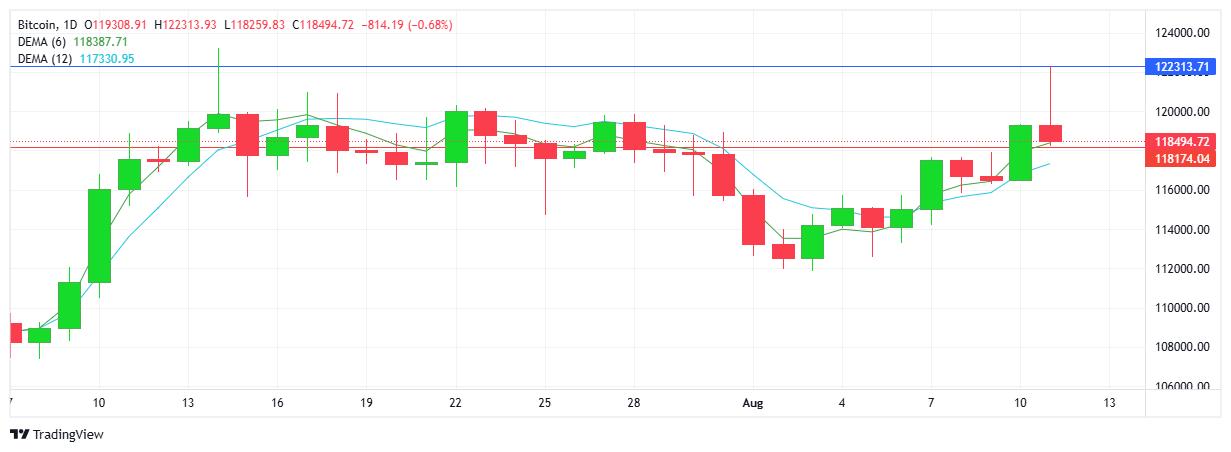 Bitcoin, 1D O119308.91 H122313.93 L118259.83 C118494.72 −814.19 (−0.68%)
DEMA (6) 118387.71
DEMA (12) 117330.95
124000.00
122313.71
120000.00
118494.72
118174.04
116000.00
114000.00
112000.00
110000.00
108000.00
106000.00
7 10 13 16 19 22 25 28 Aug 4 7 10 13
TradingView